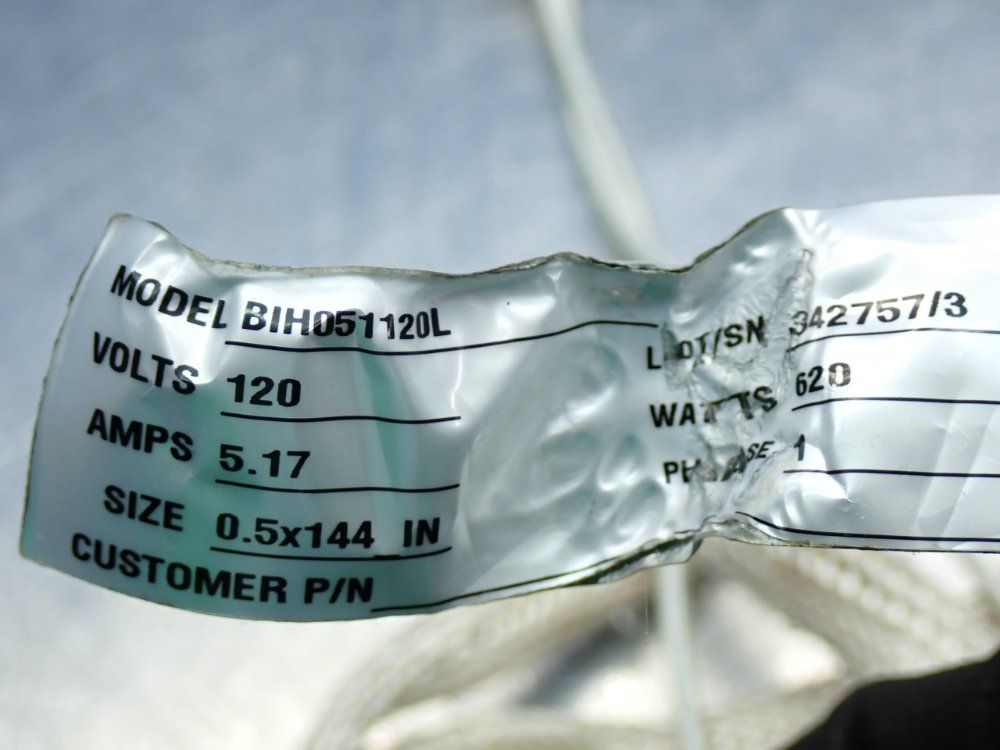 MODEL BIH051120L
VOLTS 120
AMPS 5.17
SIZE 0.5x144 IN
CUSTOMER P/N
LOT/SN 342757/3
WATTS 620
PHASE 1